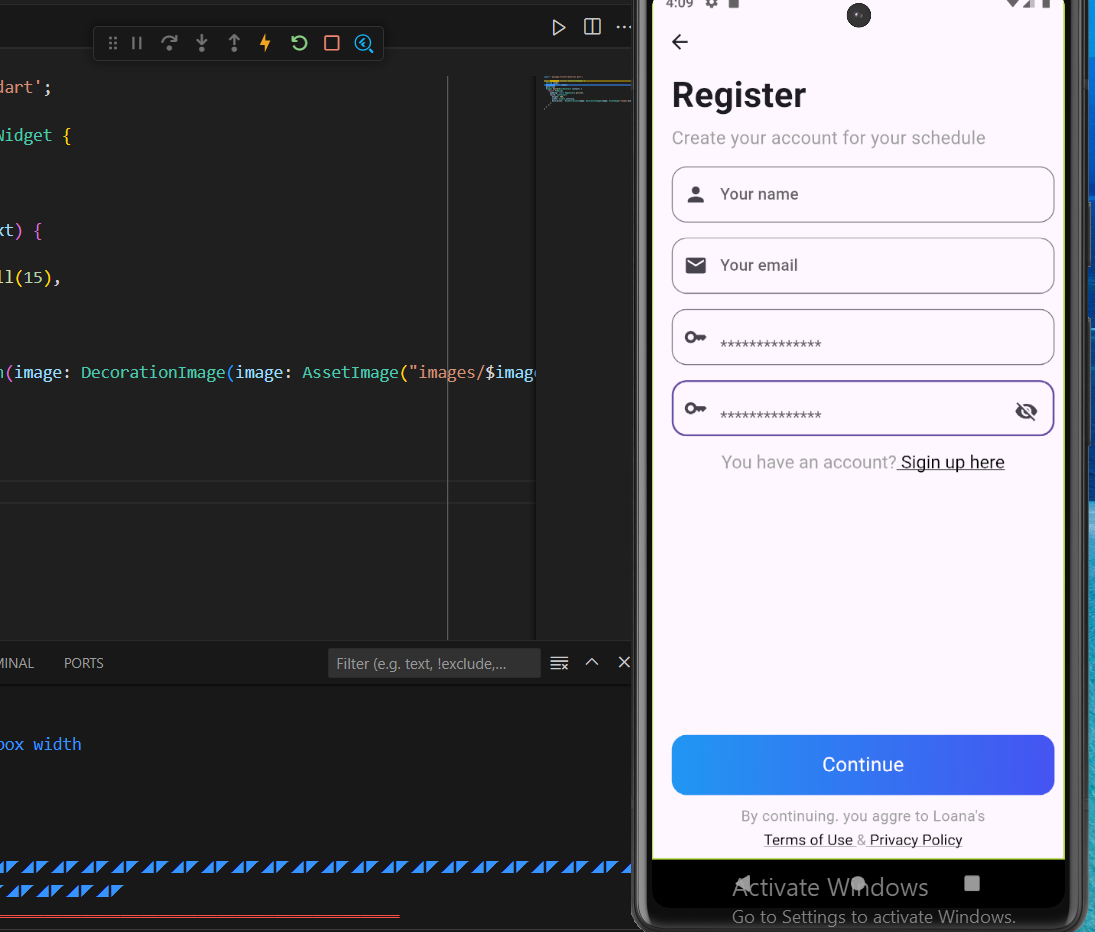 dart';
Widget {
xt) {
ll(15),
n(image: DecorationImage(image: AssetImage("images/$image
MINAL PORTS
Filter (e.g. text, !exclude,...
box width
4:09
Register
Create your account for your schedule
Your name
Your email
**************
**************
You have an account? Sigin up here
Continue
By continuing. you aggre to Loana's
Terms of Use & Privacy Policy
Activate Windows
Go to Settings to activate Windows.